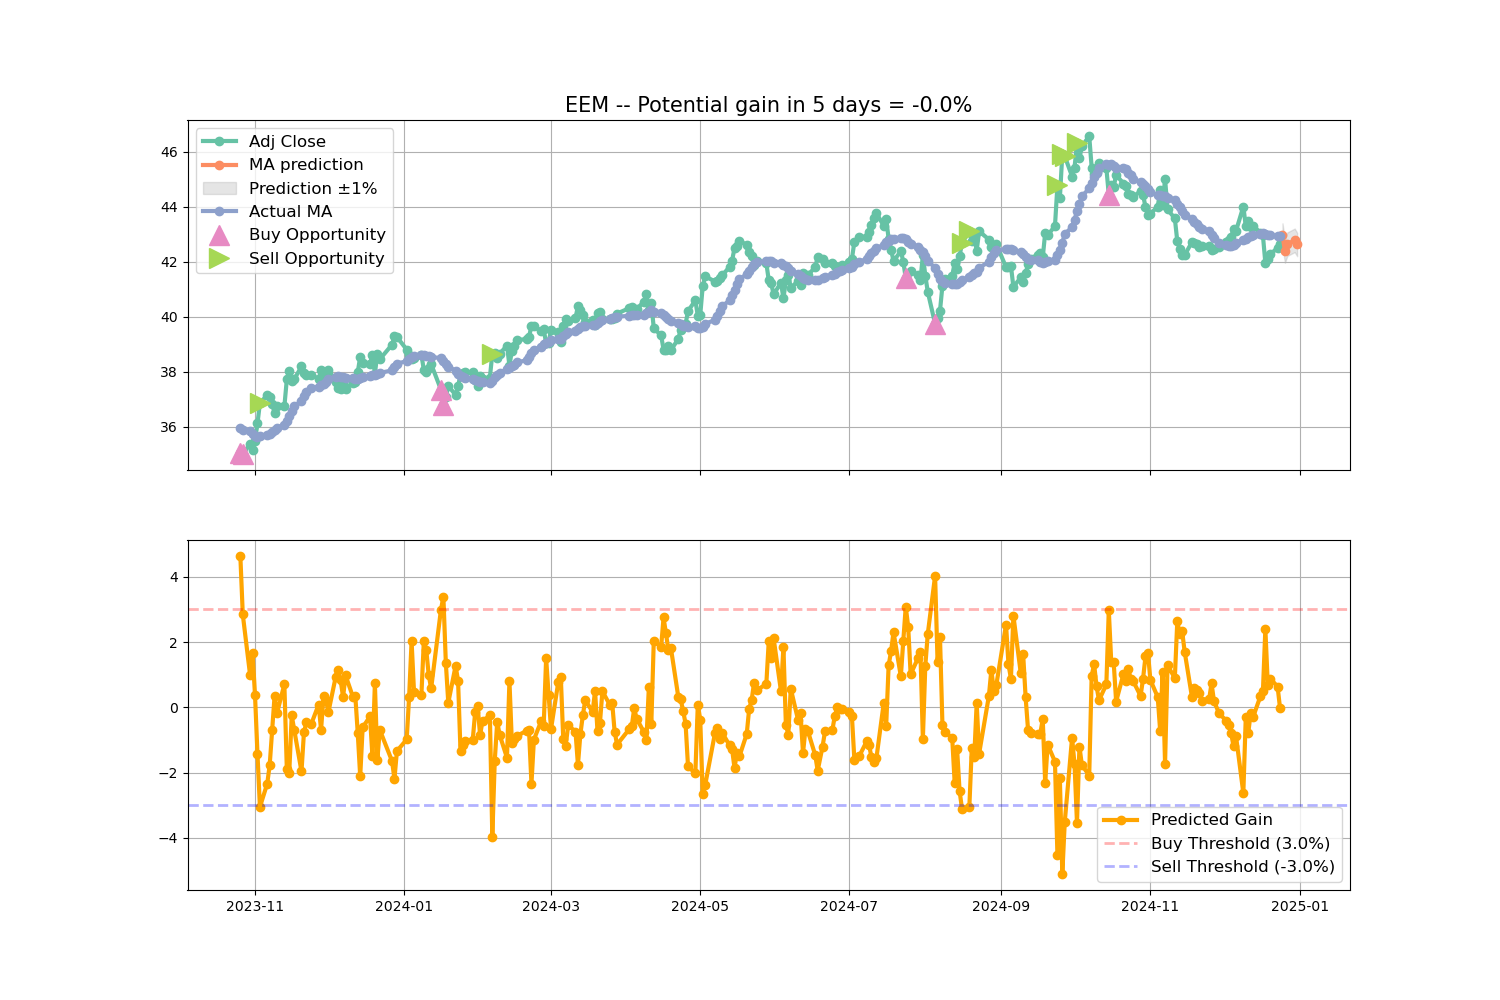 EEM -- Potential gain in 5 days = -0.0%
46
44
42
40
38
36
Adj Close
MA prediction
Prediction ±1%
Actual MA
Buy Opportunity
Sell Opportunity
4
2
0
−2
−4
Predicted Gain
Buy Threshold (3.0%)
Sell Threshold (-3.0%)
2023-11 2024-01 2024-03 2024-05 2024-07 2024-09 2024-11 2025-01